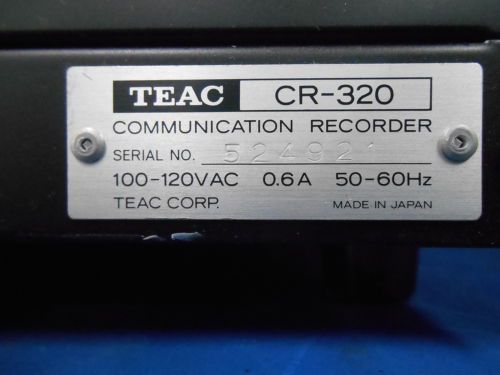 TEAC CR-320
COMMUNICATION RECORDER
SERIAL NO. 524921
100-120VAC 0.6A 50-60Hz
TEAC CORP. MADE IN JAPAN